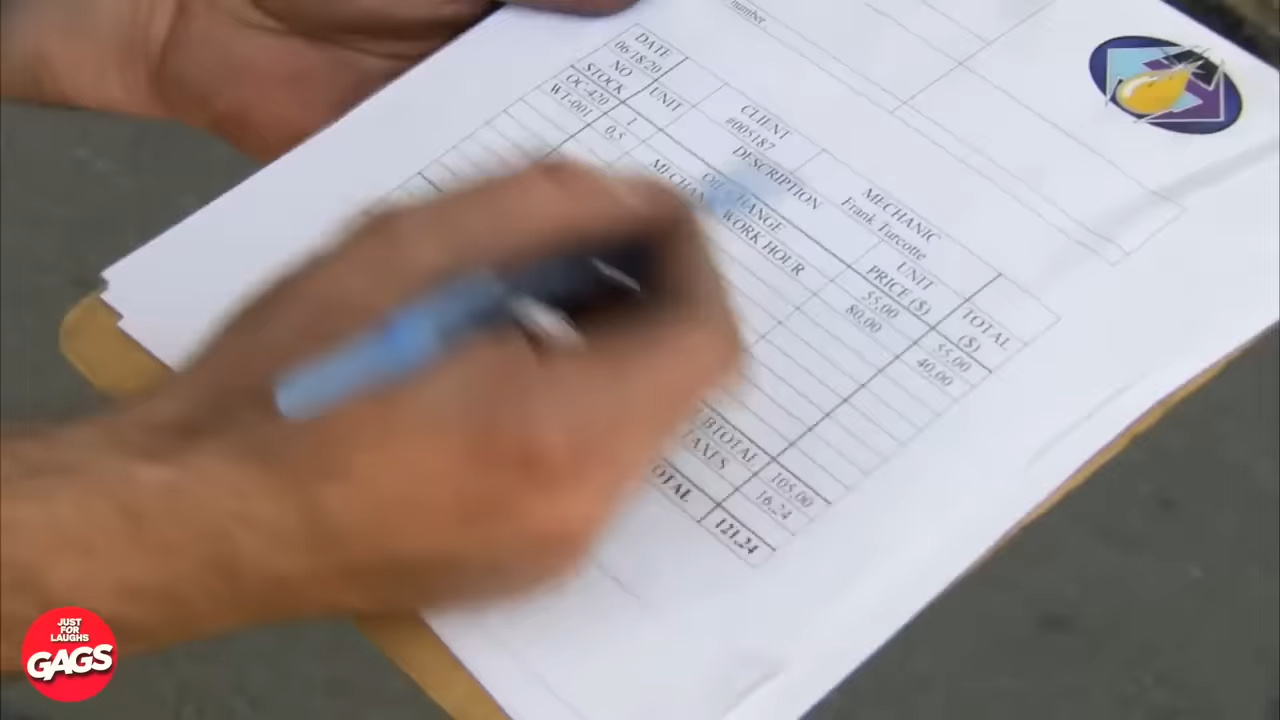 number
DATE
06/18/20
CLIENT
#005187
MECHANIC
Frank Turcotte
NO STOCK UNIT DESCRIPTION UNIT PRICE ($) TOTAL ($)
OC-420 1 OIL CHANGE 55,00 55,00
WT-001 0,5 WORK HOUR 80,00 40,00
105,00
TAXES 16,24
121,24
JUST
FOR
LAUGHS
GAGS